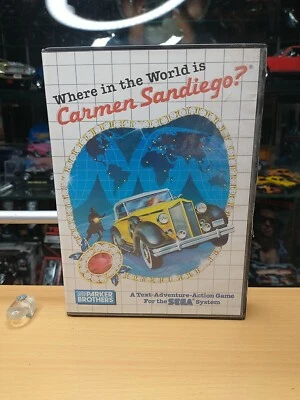 Where in the World is
Carmen Sandiego?®
PARKER
BROTHERS
A Text-Adventure-Action Game
For the SEGA System